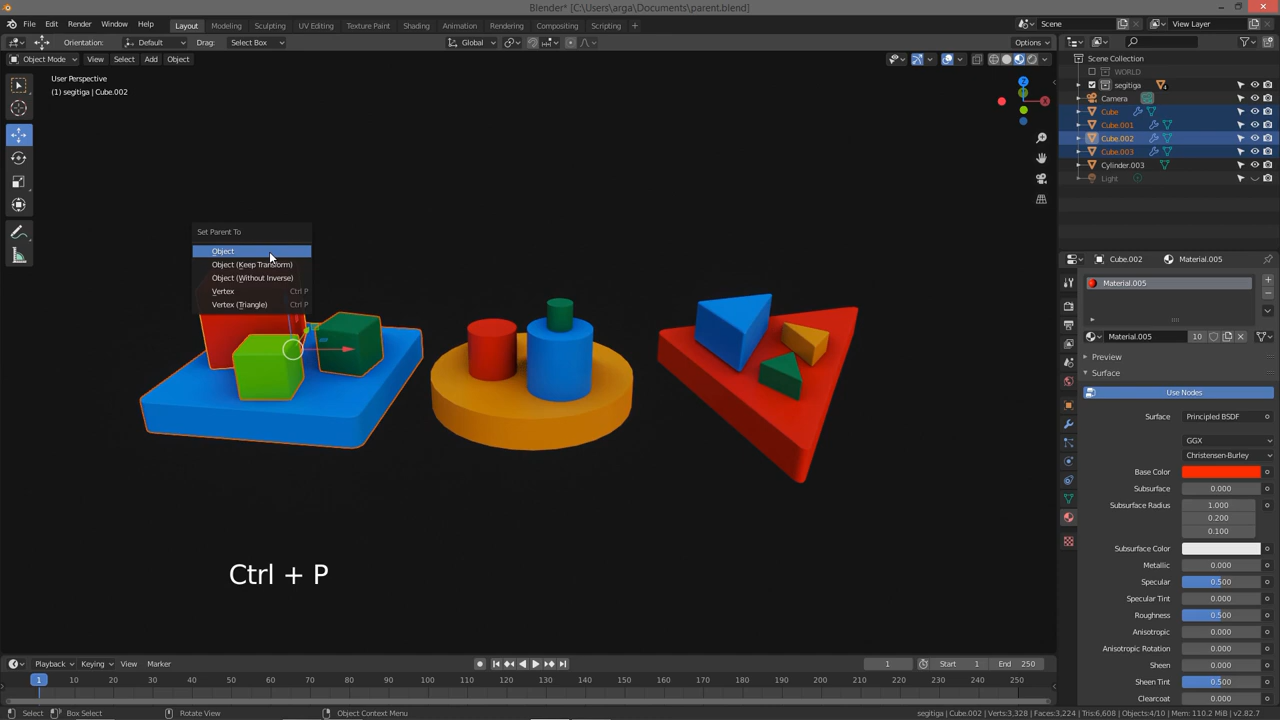 Blender* [C:\Users\arga\Documents\parent.blend]
File Edit Render Window Help Layout Modeling Sculpting UV Editing Texture Paint Shading Animation Rendering Compositing Scripting + Scene View Layer
Orientation: Default Drag: Select Box Global Options
Object Mode View Select Add Object
User Perspective
(1) segitiga | Cube.002
Z
X
Scene Collection
WORLD
segitiga 4
Camera
Cube
Cube.001
Cube.002
Cube.003
Cylinder.003
Light
Set Parent To
Object
Object (Keep Transform)
Object (Without Inverse)
Vertex Ctrl P
Vertex (Triangle) Ctrl P
Ctrl + P
Cube.002 Material.005
Material.005
Material.005 10
Preview
Surface
Use Nodes
Surface Principled BSDF
GGX
Christensen-Burley
Base Color
Subsurface 0.000
Subsurface Radius 1.000
0.200
0.100
Subsurface Color
Metallic 0.000
Specular 0.500
Specular Tint 0.000
Roughness 0.500
Anisotropic 0.000
Anisotropic Rotation 0.000
Sheen 0.000
Sheen Tint 0.500
Clearcoat 0.000
Playback Keying View Marker 1 Start 1 End 250
1 10 20 30 40 50 60 70 80 90 100 110 120 130 140 150 160 170 180 190 200 210 220 230 240 250
Select Box Select Rotate View Object Context Menu segitiga | Cube.002 | Verts:3,328 | Faces:3,224 | Tris:6,608 | Objects:4/10 | Mem: 110.2 MiB | v2.82.7